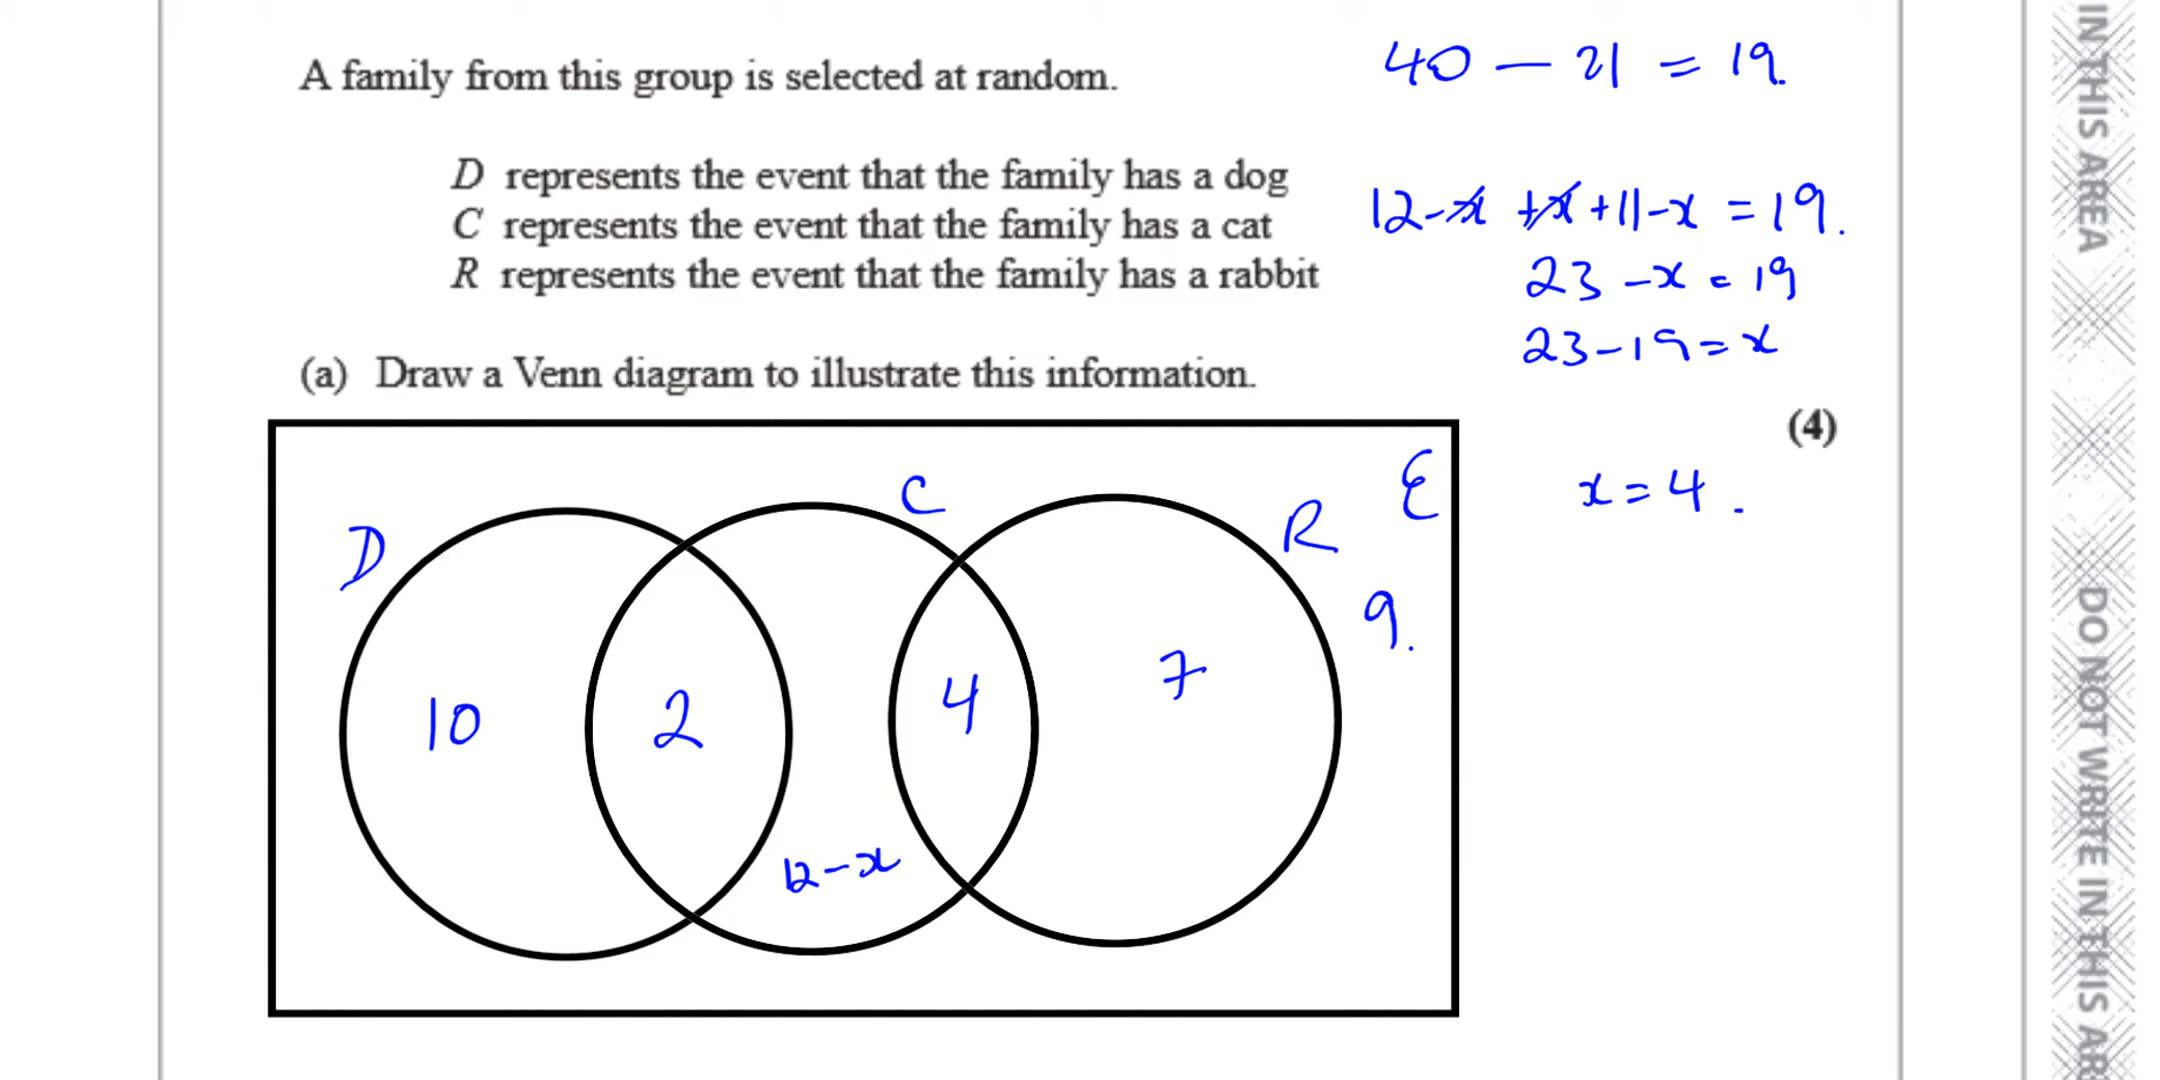 A family from this group is selected at random.
40 - 21 = 19.
D represents the event that the family has a dog
C represents the event that the family has a cat
R represents the event that the family has a rabbit
12-x +x +11-x = 19.
23 -x = 19
23-19 = x
(a) Draw a Venn diagram to illustrate this information.
(4)
x = 4.
D
C
R
ℰ
9.
10
2
4
7
12-x
IN THIS AREA
DO NOT WRITE IN THIS AR